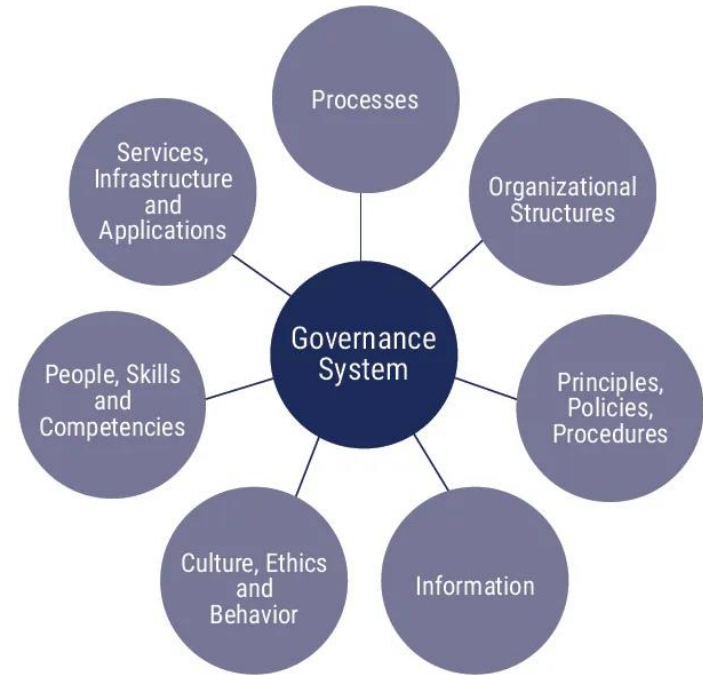 Processes
Services,
Infrastructure
and
Applications
Organizational
Structures
Governance
System
People, Skills
and
Competencies
Principles,
Policies,
Procedures
Culture, Ethics
and
Behavior
Information